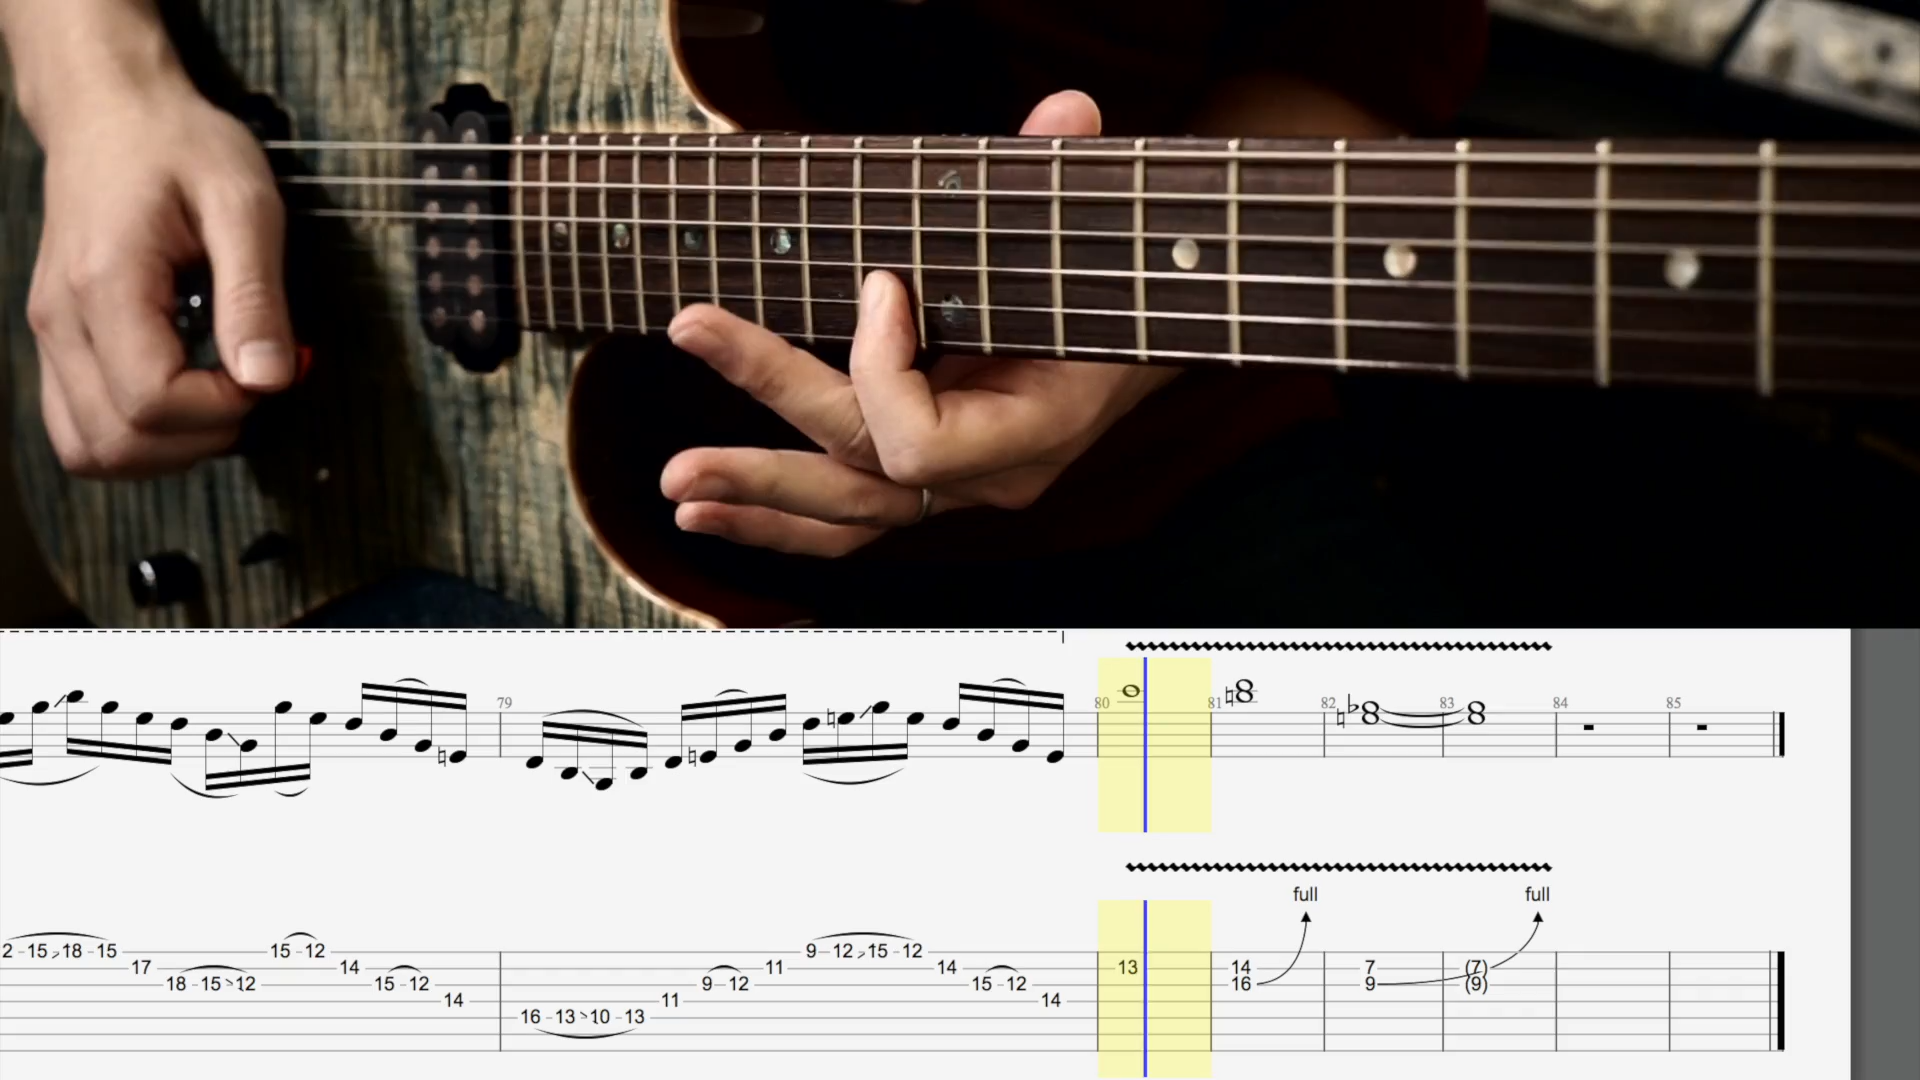 79 80 81 82 83 84 85
full full
2 15 18 15 15 12 9 12 15 12
17 14 11 14 13 14 7 (7)
18 15 12 15 12 9 12 15 12 16 9 (9)
14 11 14
16 13 10 13